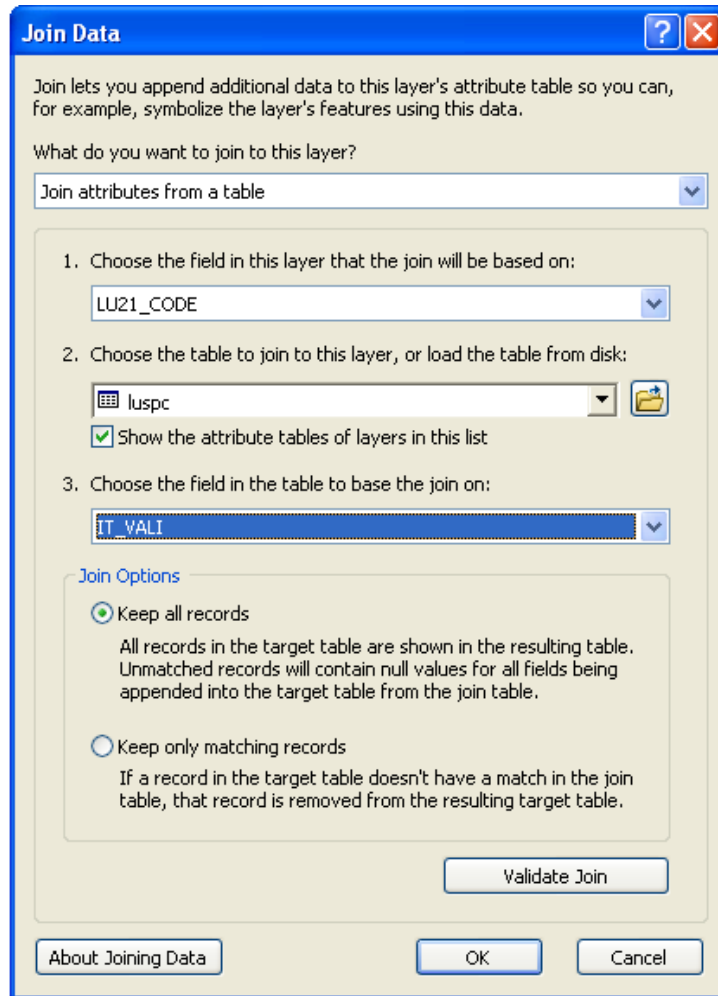 Join Data
Join lets you append additional data to this layer's attribute table so you can,
for example, symbolize the layer's features using this data.
What do you want to join to this layer?
Join attributes from a table
1. Choose the field in this layer that the join will be based on:
LU21_CODE
2. Choose the table to join to this layer, or load the table from disk:
luspc
Show the attribute tables of layers in this list
3. Choose the field in the table to base the join on:
IT_VALI
Join Options
Keep all records
All records in the target table are shown in the resulting table.
Unmatched records will contain null values for all fields being
appended into the target table from the join table.
Keep only matching records
If a record in the target table doesn't have a match in the join
table, that record is removed from the resulting target table.
Validate Join
About Joining Data
OK
Cancel